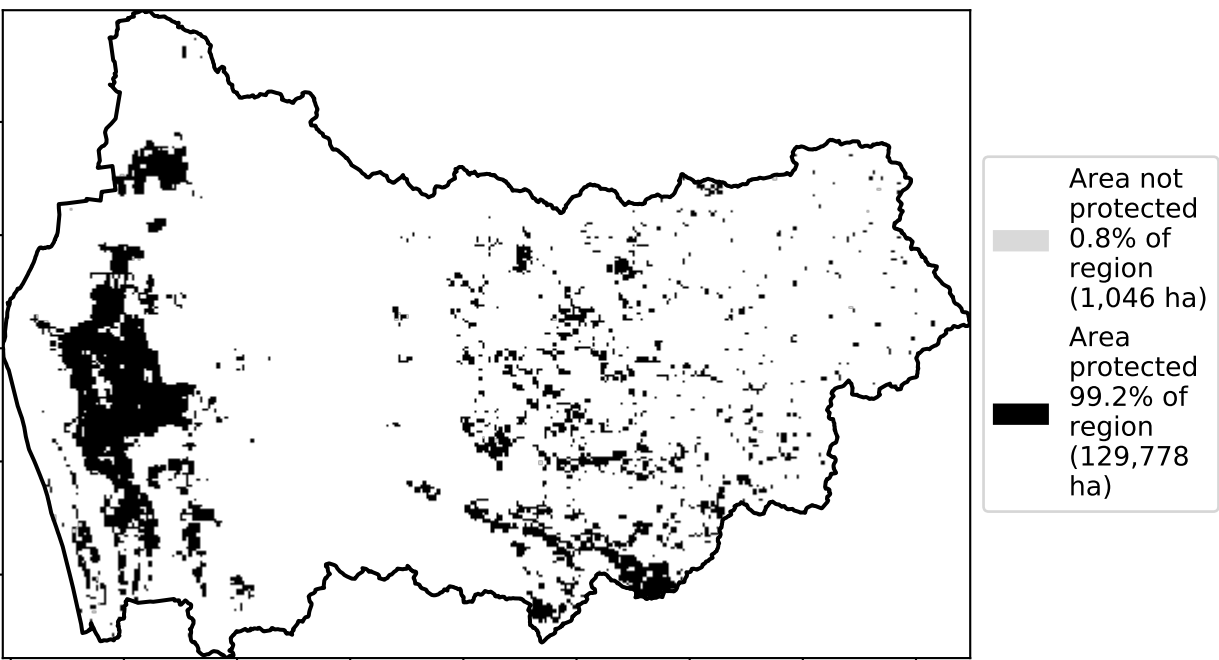 Area not
protected
0.8% of
region
(1,046 ha)
Area
protected
99.2% of
region
(129,778
ha)